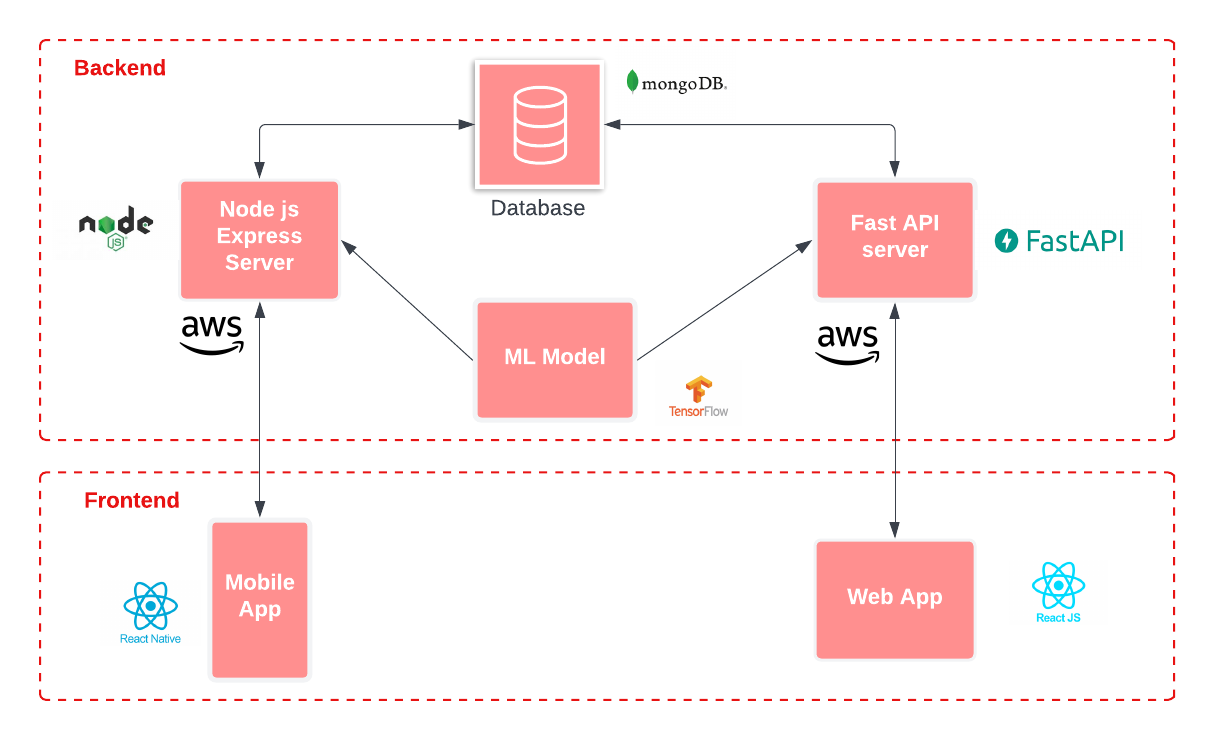 Backend
mongoDB®
Database
node
JS
Node js
Express
Server
Fast API
server
FastAPI
aws
aws
ML Model
TensorFlow
Frontend
Mobile
App
React Native
Web App
React JS